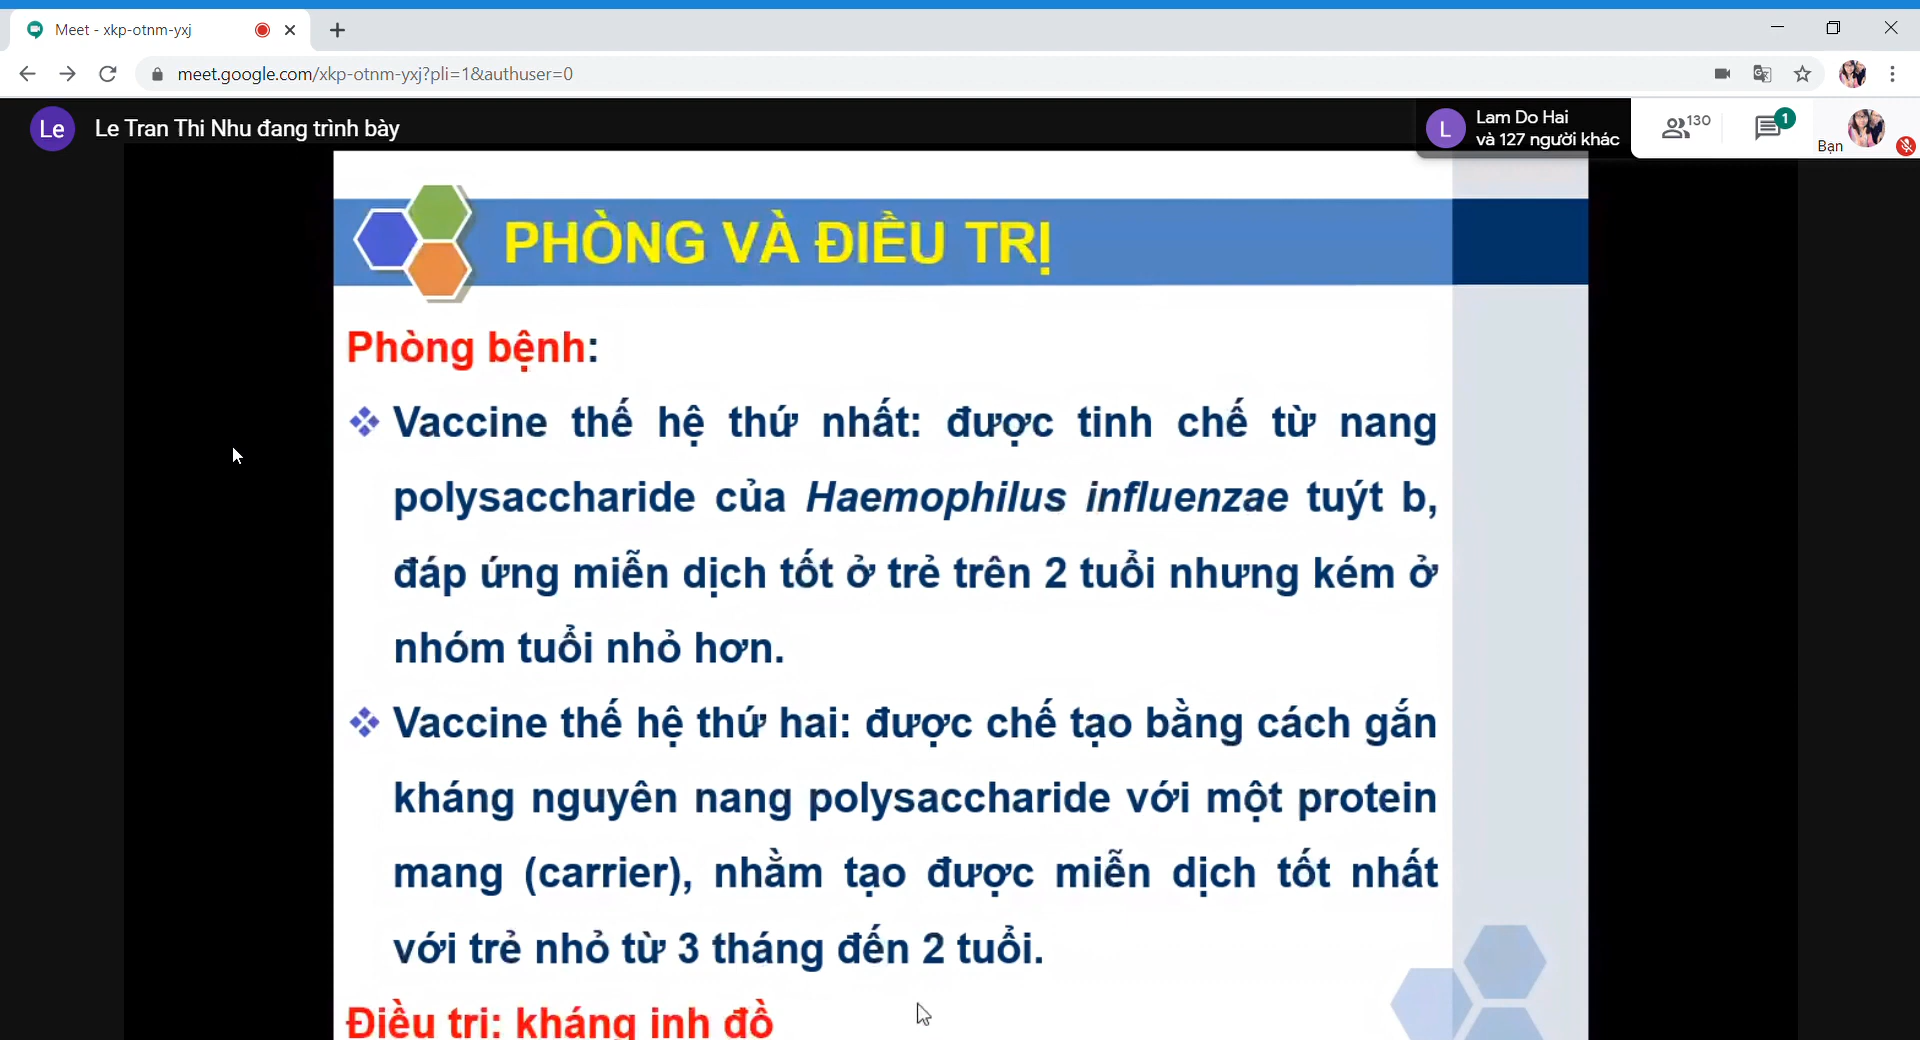 Meet - xkp-otnm-yxj
meet.google.com/xkp-otnm-yxj?pli=1&authuser=0
Le
Le Tran Thi Nhu đang trình bày
L
Lam Do Hai
và 127 người khác
130
1
Bạn
PHÒNG VÀ ĐIỀU TRỊ
Phòng bệnh:
Vaccine thế hệ thứ nhất: được tinh chế từ nang
polysaccharide của Haemophilus influenzae tuýt b,
đáp ứng miễn dịch tốt ở trẻ trên 2 tuổi nhưng kém ở
nhóm tuổi nhỏ hơn.
Vaccine thế hệ thứ hai: được chế tạo bằng cách gắn
kháng nguyên nang polysaccharide với một protein
mang (carrier), nhằm tạo được miễn dịch tốt nhất
với trẻ nhỏ từ 3 tháng đến 2 tuổi.
Điều tri: kháng inh đồ